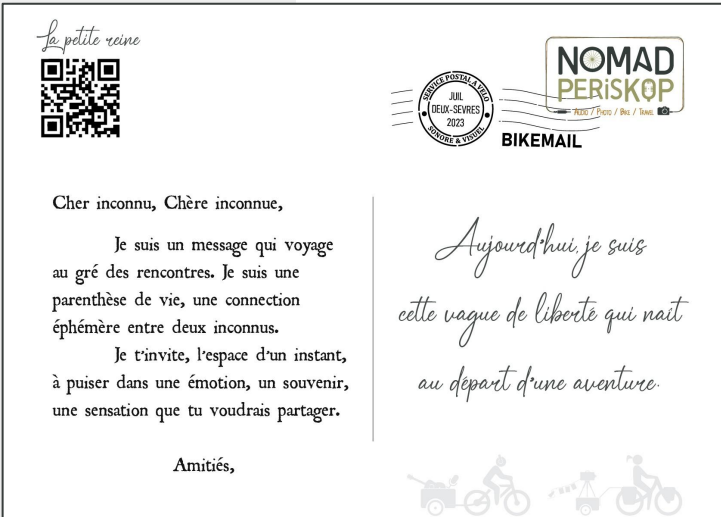 La petite reine
NOMAD
PERiSKOP
AUDIO / PHOTO / BIKE / TRAVEL
SERVICE POSTAL A VELO
JUIL
DEUX-SEVRES
2023
SONORE & VISUEL
BIKEMAIL
Cher inconnu, Chère inconnue,
Je suis un message qui voyage
au gré des rencontres. Je suis une
parenthèse de vie, une connection
éphémère entre deux inconnus.
Je t'invite, l'espace d'un instant,
à puiser dans une émotion, un souvenir,
une sensation que tu voudrais partager.
Amitiés,
Aujourd'hui, je suis
cette vague de liberté qui nait
au départ d'une aventure.